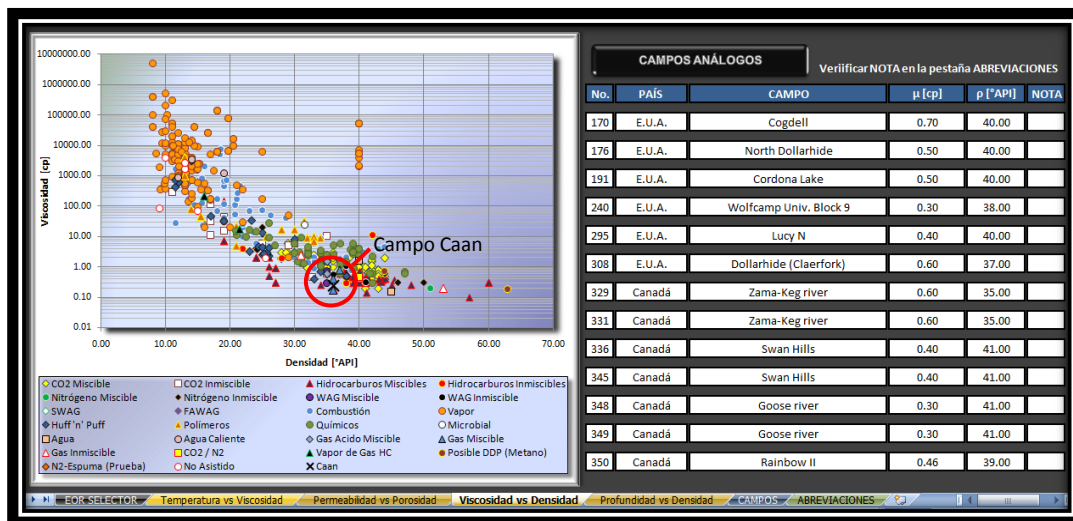 10000000.00
1000000.00
100000.00
10000.00
1000.00
100.00
10.00
1.00
0.10
0.01
Viscosidad [cp]
Campo Caan
0.00 10.00 20.00 30.00 40.00 50.00 60.00 70.00
Densidad [°API]
CO2 Miscible CO2 Inmiscible Hidrocarburos Miscibles Hidrocarburos Inmiscibles
Nitrógeno Miscible Nitrógeno Inmiscible WAG Miscible WAG Inmiscible
SWAG FAWAG Combustión Vapor
Huff 'n' Puff Polímeros Químicos Microbial
Agua Agua Caliente Gas Acido Miscible Gas Miscible
Gas Inmiscible CO2 / N2 Vapor de Gas HC Posible DDP (Metano)
N2-Espuma (Prueba) No Asistido Caan
CAMPOS ANÁLOGOS
Veriificar NOTA en la pestaña ABREVIACIONES
No. PAÍS CAMPO µ [cp] ρ [°API] NOTA
170 E.U.A. Cogdell 0.70 40.00
176 E.U.A. North Dollarhide 0.50 40.00
191 E.U.A. Cordona Lake 0.50 40.00
240 E.U.A. Wolfcamp Univ. Block 9 0.30 38.00
295 E.U.A. Lucy N 0.40 40.00
308 E.U.A. Dollarhide (Claerfork) 0.60 37.00
329 Canadá Zama-Keg river 0.60 35.00
331 Canadá Zama-Keg river 0.60 35.00
336 Canadá Swan Hills 0.40 41.00
345 Canadá Swan Hills 0.40 41.00
348 Canadá Goose river 0.30 41.00
349 Canadá Goose river 0.30 41.00
350 Canadá Rainbow II 0.46 39.00
EOR SELECTOR Temperatura vs Viscosidad Permeabilidad vs Porosidad Viscosidad vs Densidad Profundidad vs Densidad CAMPOS ABREVIACIONES